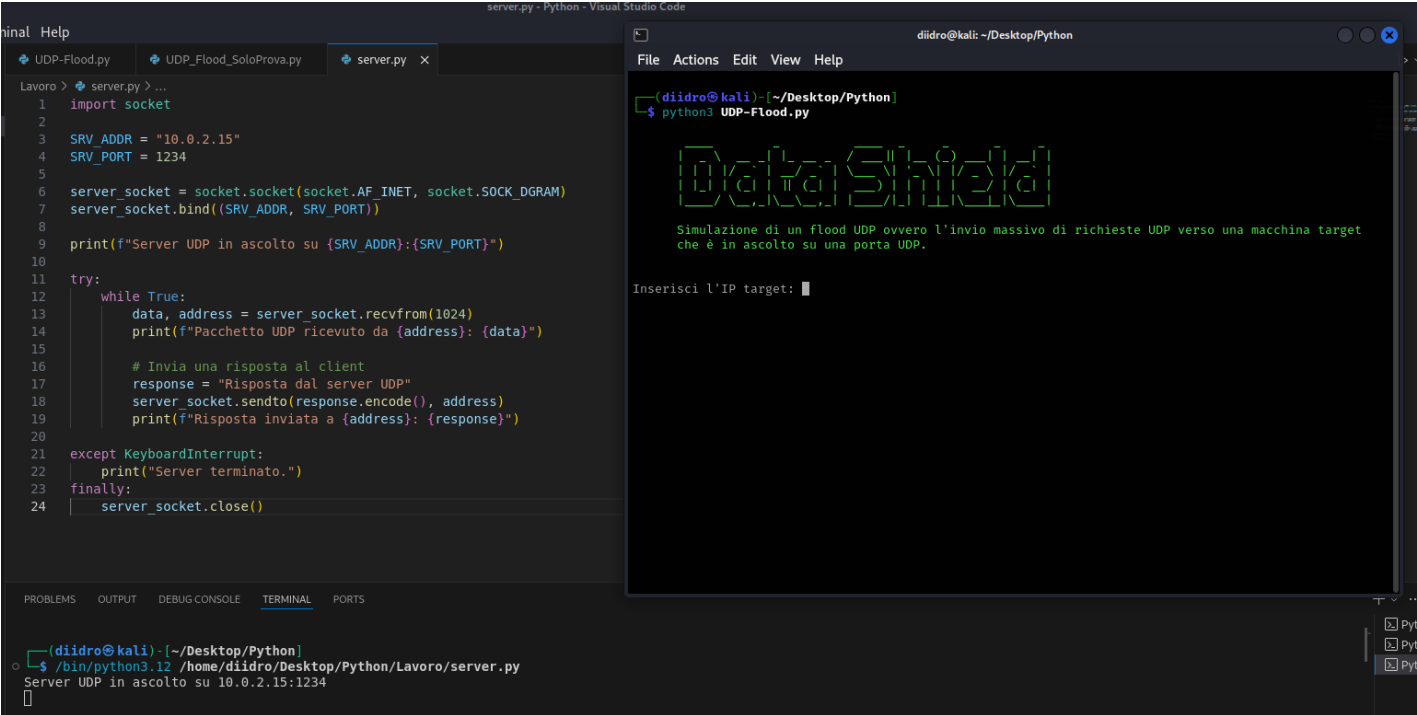 server.py - Python - Visual Studio Code
minal Help
UDP-Flood.py UDP_Flood_SoloProva.py server.py
Lavoro > server.py > ...
1 import socket
2
3 SRV_ADDR = "10.0.2.15"
4 SRV_PORT = 1234
5
6 server_socket = socket.socket(socket.AF_INET, socket.SOCK_DGRAM)
7 server_socket.bind((SRV_ADDR, SRV_PORT))
8
9 print(f"Server UDP in ascolto su {SRV_ADDR}:{SRV_PORT}")
10
11 try:
12 while True:
13 data, address = server_socket.recvfrom(1024)
14 print(f"Pacchetto UDP ricevuto da {address}: {data}")
15
16 # Invia una risposta al client
17 response = "Risposta dal server UDP"
18 server_socket.sendto(response.encode(), address)
19 print(f"Risposta inviata a {address}: {response}")
20
21 except KeyboardInterrupt:
22 print("Server terminato.")
23 finally:
24 server_socket.close()
PROBLEMS OUTPUT DEBUG CONSOLE TERMINAL PORTS
(diidro㉿kali)-[~/Desktop/Python]
$ /bin/python3.12 /home/diidro/Desktop/Python/Lavoro/server.py
Server UDP in ascolto su 10.0.2.15:1234
Pyt
Pyt
Pyt
diidro@kali: ~/Desktop/Python
File Actions Edit View Help
(diidro㉿kali)-[~/Desktop/Python]
$ python3 UDP-Flood.py
Data Shield
Simulazione di un flood UDP ovvero l'invio massivo di richieste UDP verso una macchina target
che è in ascolto su una porta UDP.
Inserisci l'IP target: